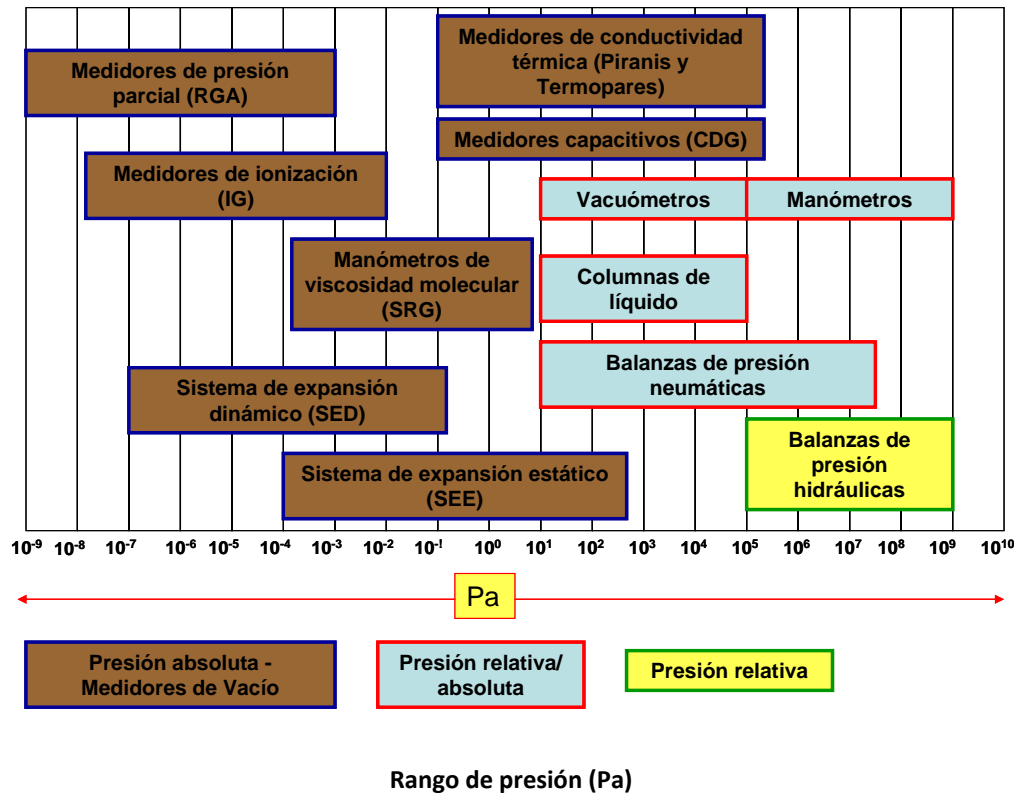 Medidores de presión
parcial (RGA)
Medidores de conductividad
térmica (Piranis y
Termopares)
Medidores capacitivos (CDG)
Medidores de ionización
(IG)
Vacuómetros
Manómetros
Manómetros de
viscosidad molecular
(SRG)
Columnas de
líquido
Balanzas de presión
neumáticas
Sistema de expansión
dinámico (SED)
Balanzas de
presión
hidráulicas
Sistema de expansión estático
(SEE)
10⁻⁹ 10⁻⁸ 10⁻⁷ 10⁻⁶ 10⁻⁵ 10⁻⁴ 10⁻³ 10⁻² 10⁻¹ 10⁰ 10¹ 10² 10³ 10⁴ 10⁵ 10⁶ 10⁷ 10⁸ 10⁹ 10¹⁰
Pa
Presión absoluta -
Medidores de Vacío
Presión relativa/
absoluta
Presión relativa
Rango de presión (Pa)